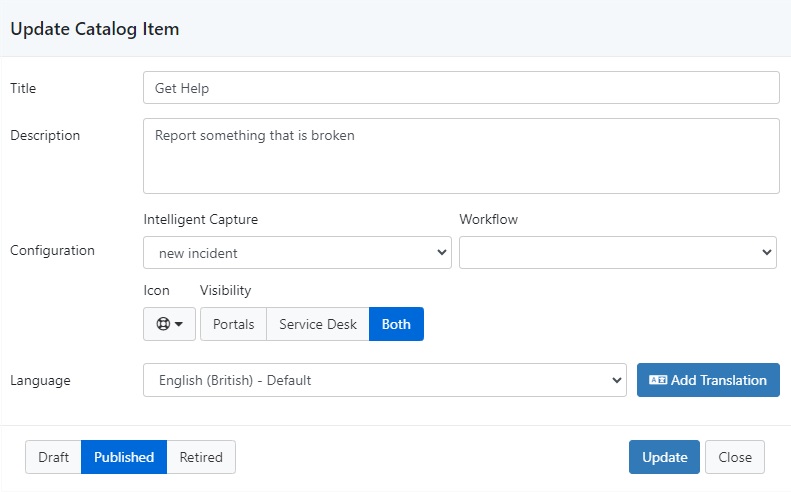 Update Catalog Item
Title
Get Help
Description
Report something that is broken
Intelligent Capture
Workflow
Configuration
new incident
Icon
Visibility
Portals
Service Desk
Both
Language
English (British) - Default
Add Translation
Draft
Published
Retired
Update
Close